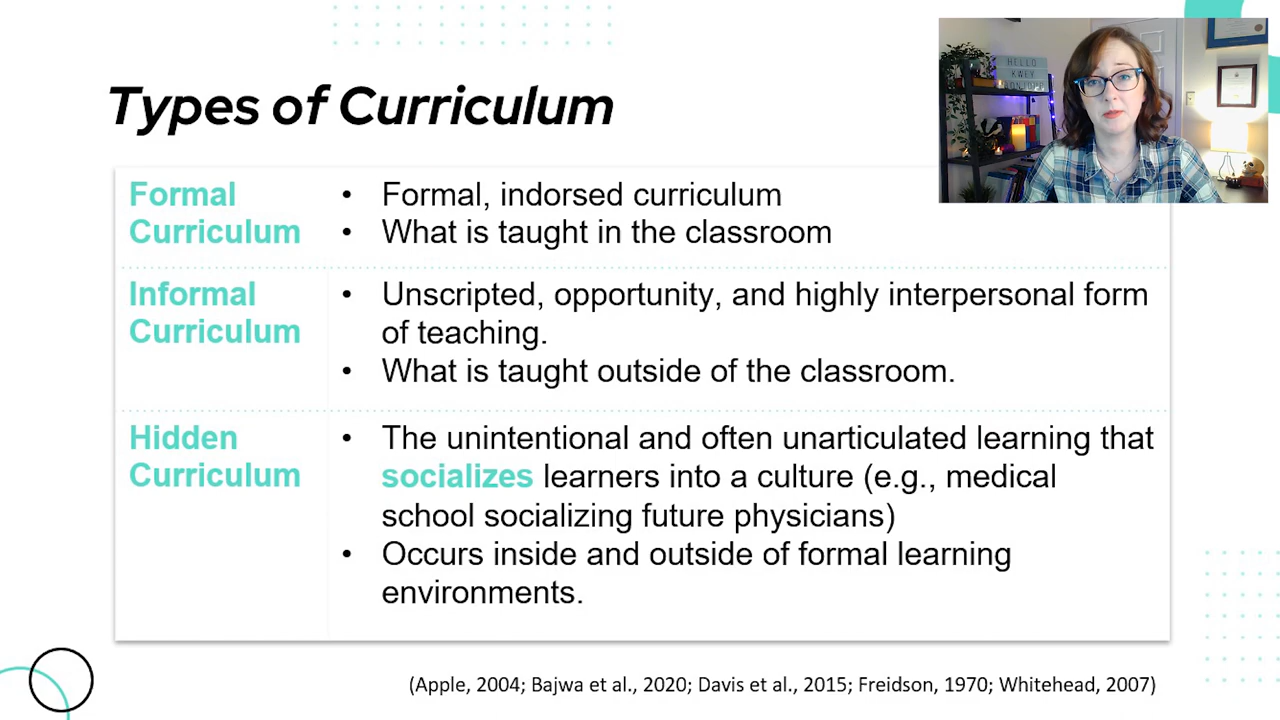 Types of Curriculum
HELLO
KWEY
Formal
Curriculum
• Formal, indorsed curriculum
• What is taught in the classroom
Informal
Curriculum
• Unscripted, opportunity, and highly interpersonal form
of teaching.
• What is taught outside of the classroom.
Hidden
Curriculum
• The unintentional and often unarticulated learning that
socializes learners into a culture (e.g., medical
school socializing future physicians)
• Occurs inside and outside of formal learning
environments.
(Apple, 2004; Bajwa et al., 2020; Davis et al., 2015; Freidson, 1970; Whitehead, 2007)